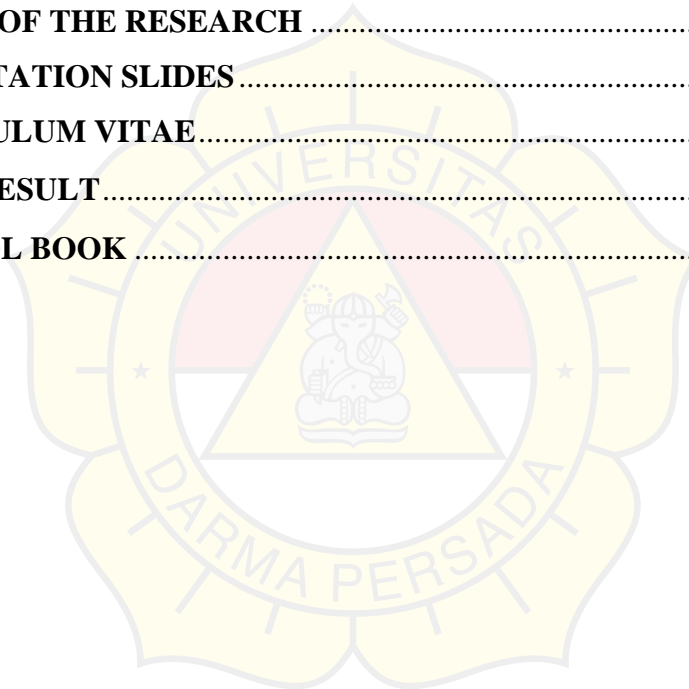 OF THE RESEARCH ........................................................................
TATION SLIDES ........................................................................
ULUM VITAE ........................................................................
ESULT ........................................................................
L BOOK ........................................................................
UNIVERSITAS
DARMA PERSADA